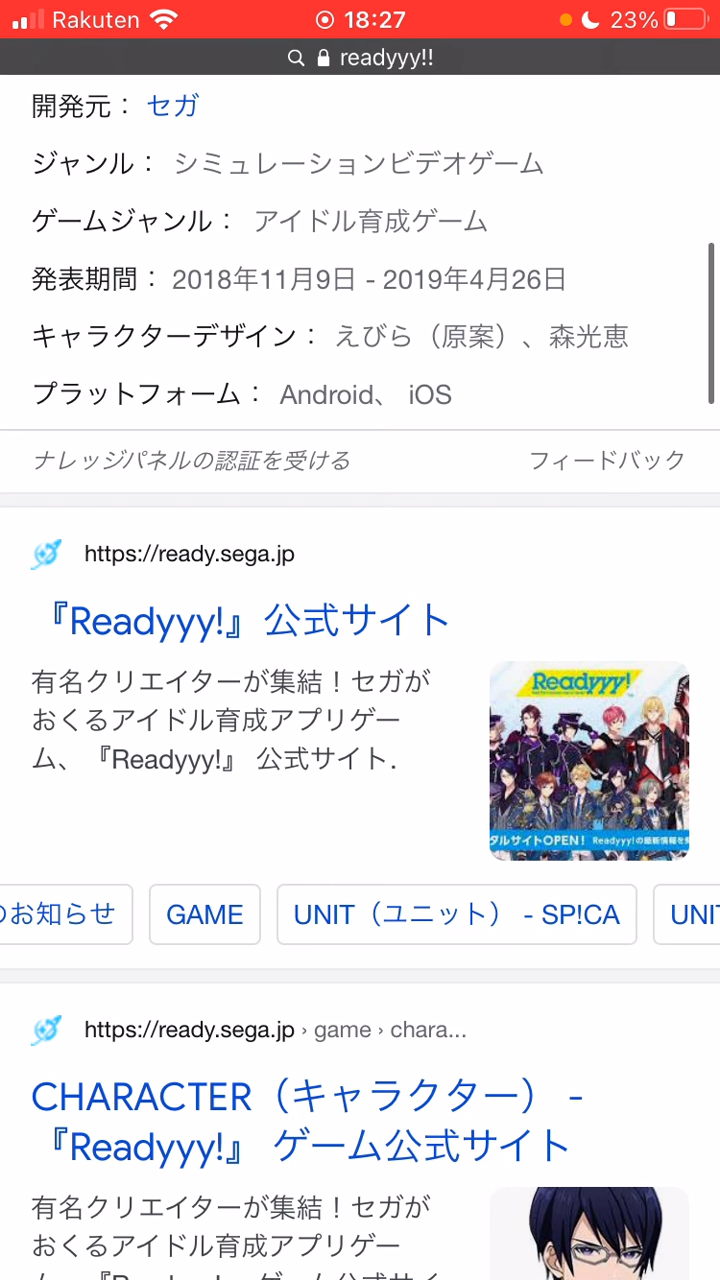 Rakuten 18:27 23%
readyyy!!
開発元： セガ
ジャンル： シミュレーションビデオゲーム
ゲームジャンル： アイドル育成ゲーム
発表期間： 2018年11月9日 - 2019年4月26日
キャラクターデザイン： えびら（原案）、森光恵
プラットフォーム： Android、 iOS
ナレッジパネルの認証を受ける フィードバック
https://ready.sega.jp
『Readyyy!』公式サイト
有名クリエイターが集結！セガが
おくるアイドル育成アプリゲー
ム、『Readyyy!』 公式サイト.
Readyyy!
タルサイトOPEN！ Readyyy!の最新情報を
のお知らせ GAME UNIT（ユニット） - SP!CA UNI
https://ready.sega.jp › game › chara...
CHARACTER（キャラクター） -
『Readyyy!』 ゲーム公式サイト
有名クリエイターが集結！セガが
おくるアイドル育成アプリゲー